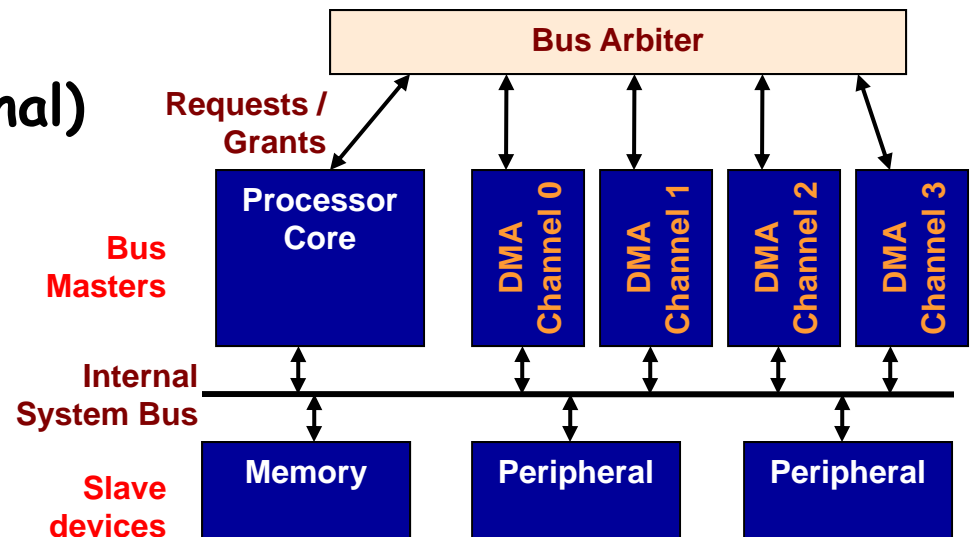 Bus Arbiter
nal)
Requests /
Grants
Processor
Core
DMA
Channel 0
DMA
Channel 1
DMA
Channel 2
DMA
Channel 3
Bus
Masters
Internal
System Bus
Memory
Peripheral
Peripheral
Slave
devices